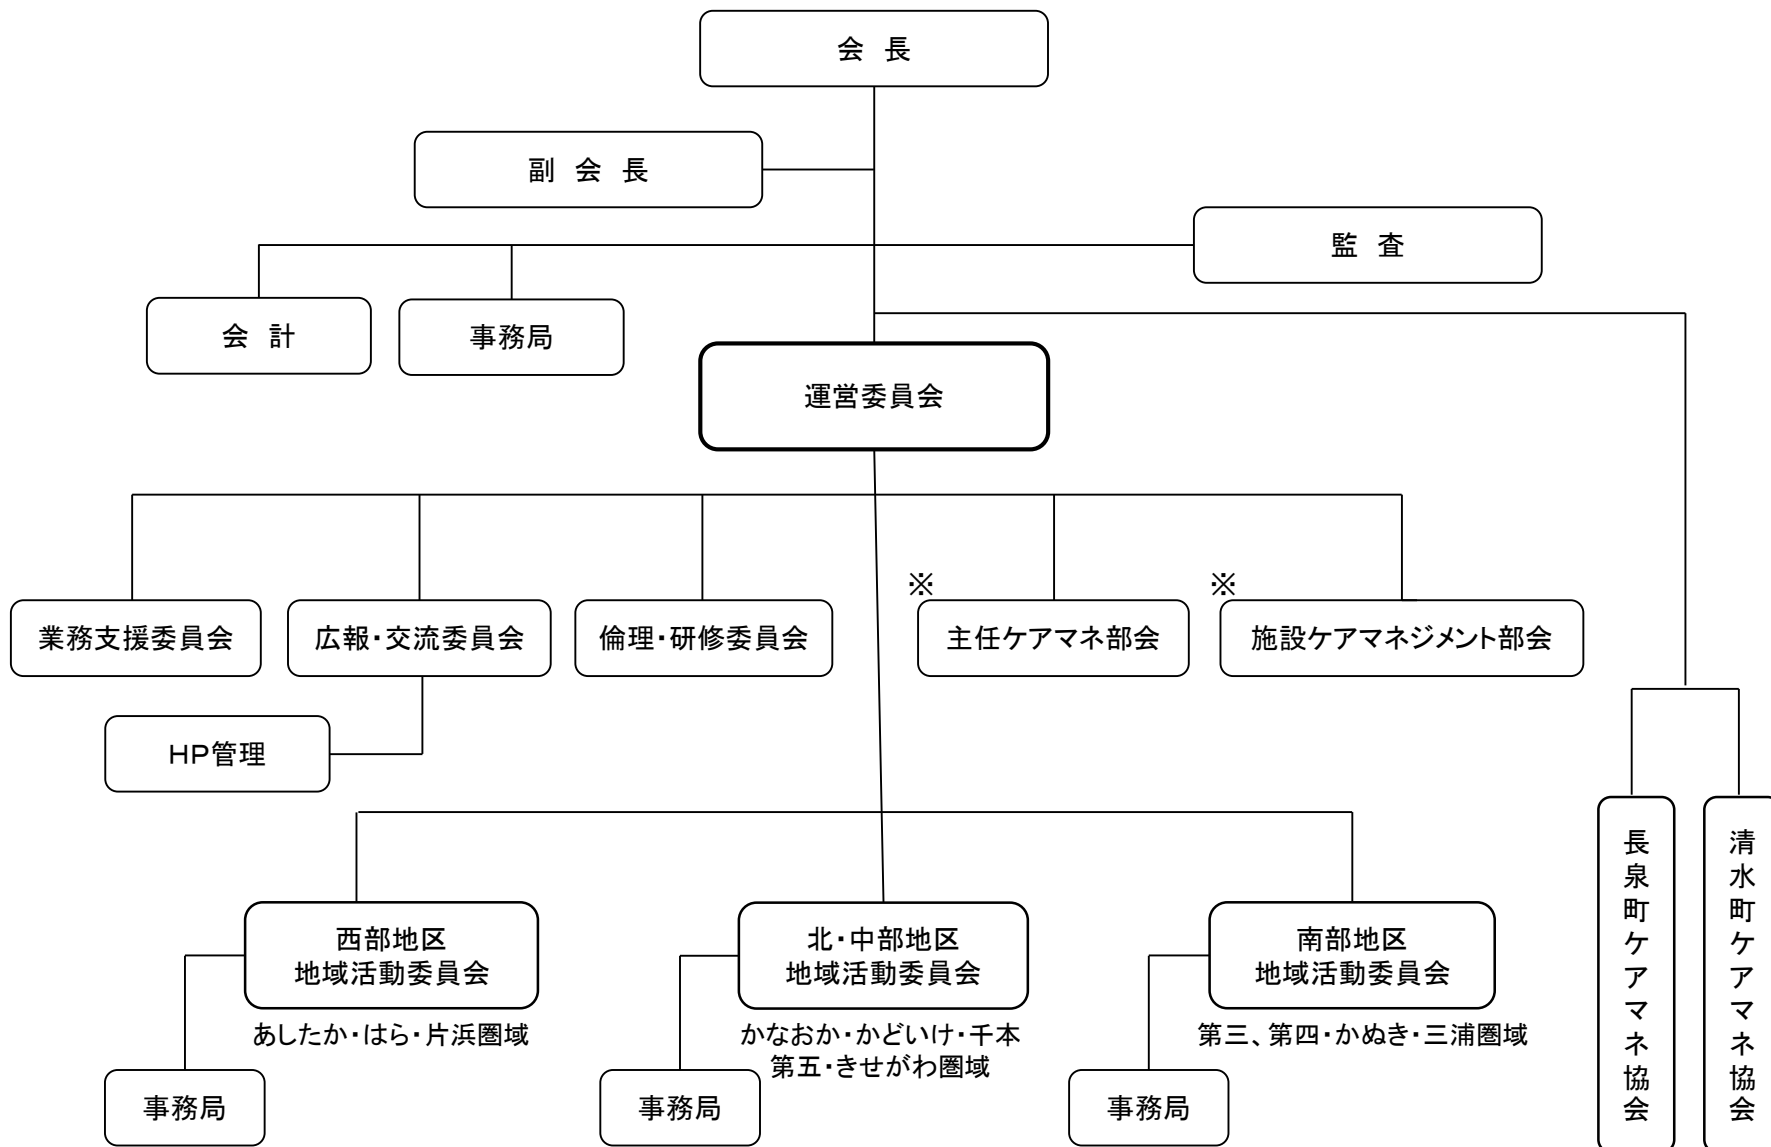 会　長
副　会　長
監　査
会　計
事務局
運営委員会
※
※
業務支援委員会
広報・交流委員会
倫理・研修委員会
主任ケアマネ部会
施設ケアマネジメント部会
ＨＰ管理
西部地区
地域活動委員会
あしたか・はら・片浜圏域
事務局
北・中部地区
地域活動委員会
かなおか・かどいけ・千本
第五・きせがわ圏域
事務局
南部地区
地域活動委員会
第三、第四・かぬき・三浦圏域
事務局
長泉町ケアマネ協会
清水町ケアマネ協会